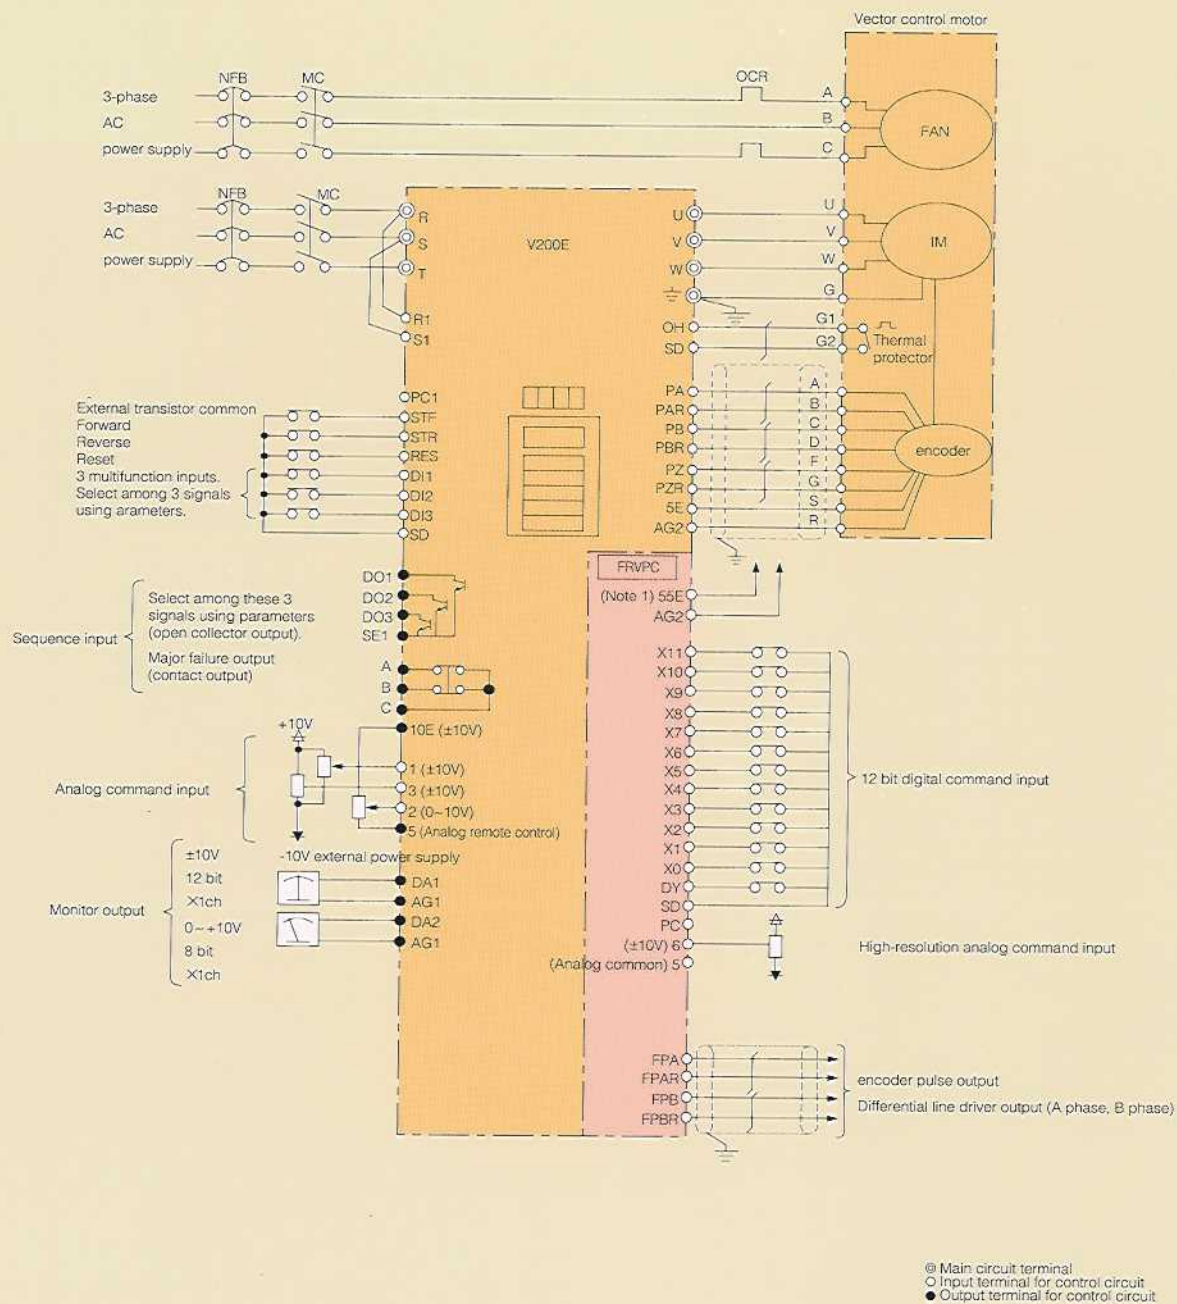 Vector control motor
NFB MC OCR
3-phase
AC
power supply
A
B
C
FAN
NFB MC
3-phase
AC
power supply
R
S
T
R1
S1
V200E
U
V
W
OH
SD
U
V
W
G
G1
G2
IM
Thermal
protector
PC1
STF
STR
RES
DI1
DI2
DI3
SD
External transistor common
Forward
Reverse
Reset
3 multifunction inputs.
Select among 3 signals
using arameters.
PA
PAR
PB
PBR
PZ
PZR
5E
AG2
A
B
C
D
F
G
S
R
encoder
FRVPC
(Note 1) 55E
AG2
DO1
DO2
DO3
SE1
Sequence input
Select among these 3
signals using parameters
(open collector output).
Major failure output
(contact output)
A
B
C
+10V
10E (±10V)
1 (±10V)
3 (±10V)
2 (0~10V)
5 (Analog remote control)
Analog command input
-10V external power supply
Monitor output
±10V
12 bit
X1ch
0~+10V
8 bit
X1ch
DA1
AG1
DA2
AG1
X11
X10
X9
X8
X7
X6
X5
X4
X3
X2
X1
X0
DY
SD
PC
(±10V) 6
(Analog common) 5
12 bit digital command input
High-resolution analog command input
FPA
FPAR
FPB
FPBR
encoder pulse output
Differential line driver output (A phase, B phase)
◎ Main circuit terminal
○ Input terminal for control circuit
● Output terminal for control circuit